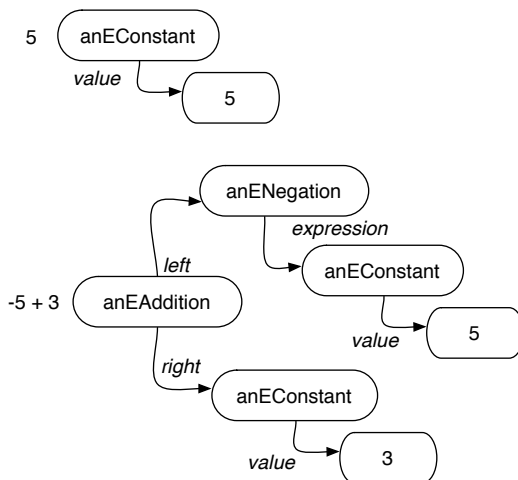 5 anEConstant
value
5
anENegation
expression
left
anEConstant
-5 + 3 anEAddition
value
5
right
anEConstant
value
3